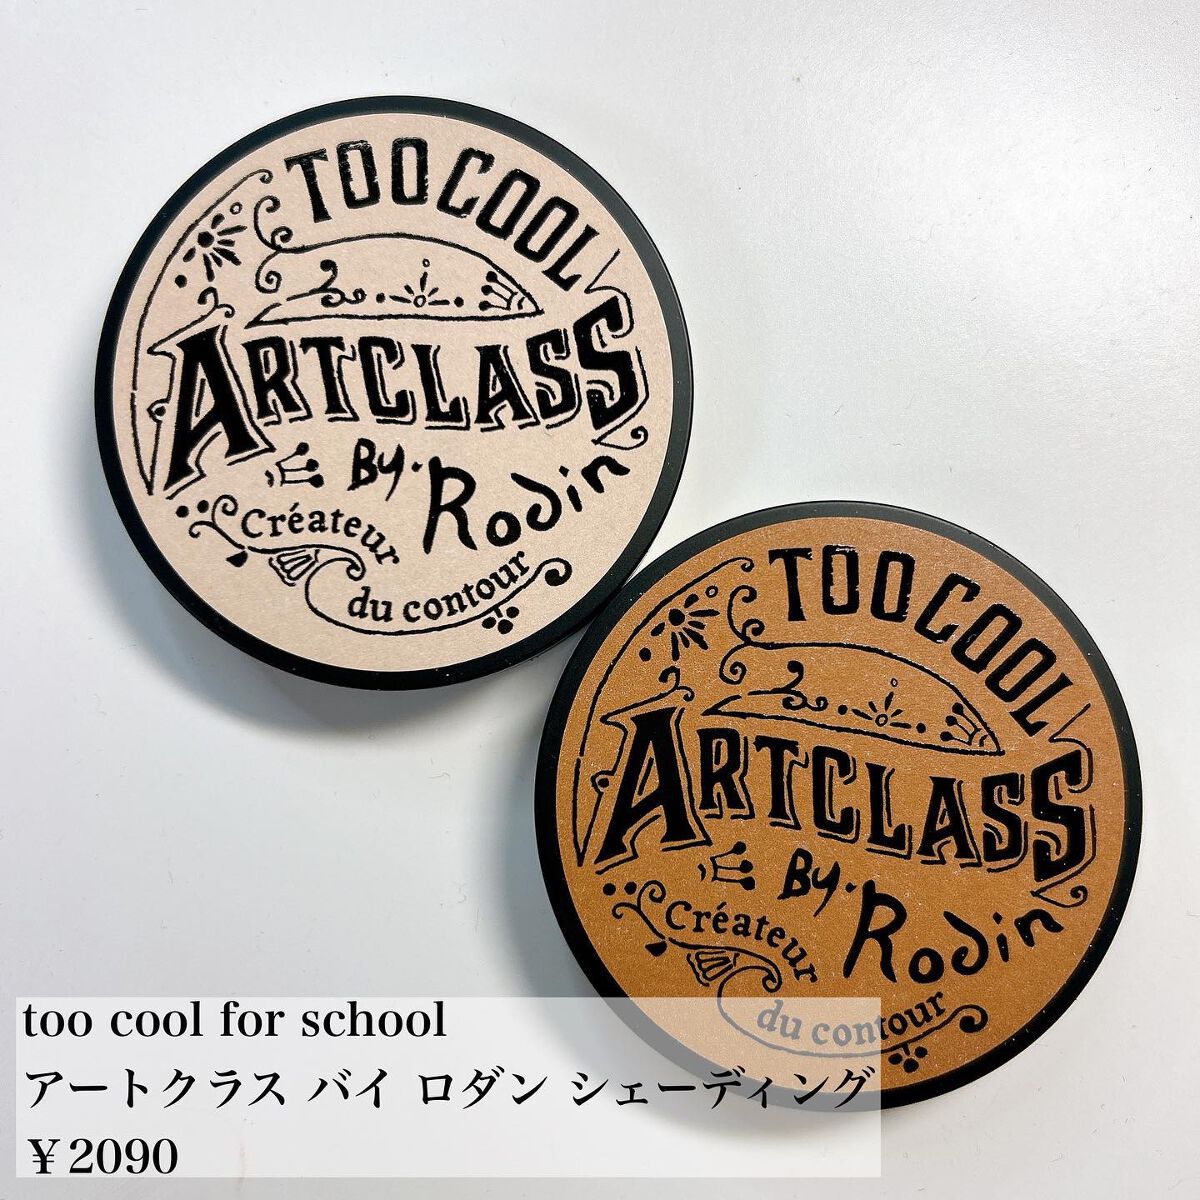 TOO COOL
ARTCLASS
By. Rodin
Créateur
du contour
TOO COOL
ARTCLASS
By. Rodin
Créateur
du contour
too cool for school
アートクラス バイ ロダン シェーディング
￥2090